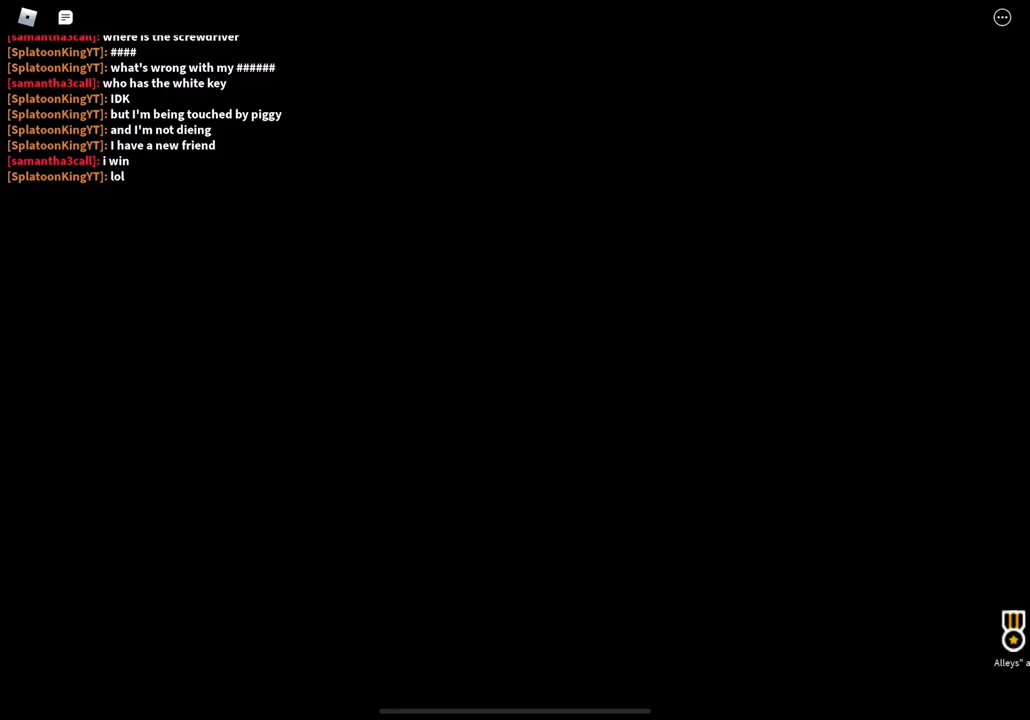 [samantha3call]: where is the screwdriver
[SplatoonKingYT]: ####
[SplatoonKingYT]: what's wrong with my ######
[samantha3call]: who has the white key
[SplatoonKingYT]: IDK
[SplatoonKingYT]: but I'm being touched by piggy
[SplatoonKingYT]: and I'm not dieing
[SplatoonKingYT]: I have a new friend
[samantha3call]: i win
[SplatoonKingYT]: lol
Alleys" a